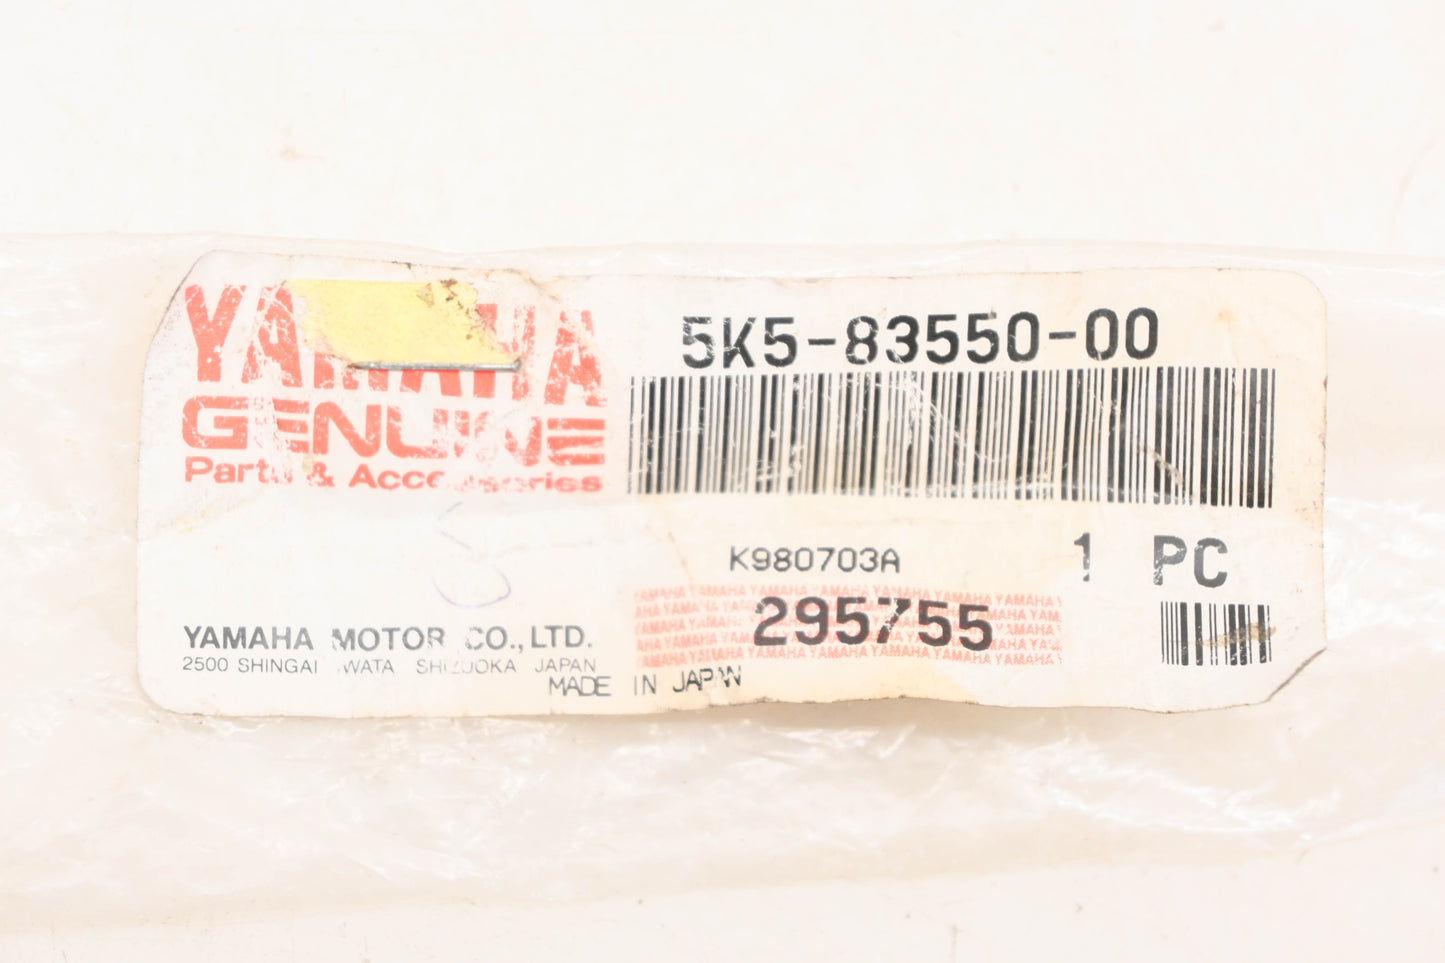 YAMAHA
GENUINE
Parts & Accessories
5K5-83550-00
K980703A
1 PC
295755
YAMAHA MOTOR CO., LTD.
2500 SHINGAI IWATA SHIZUOKA JAPAN
MADE IN JAPAN